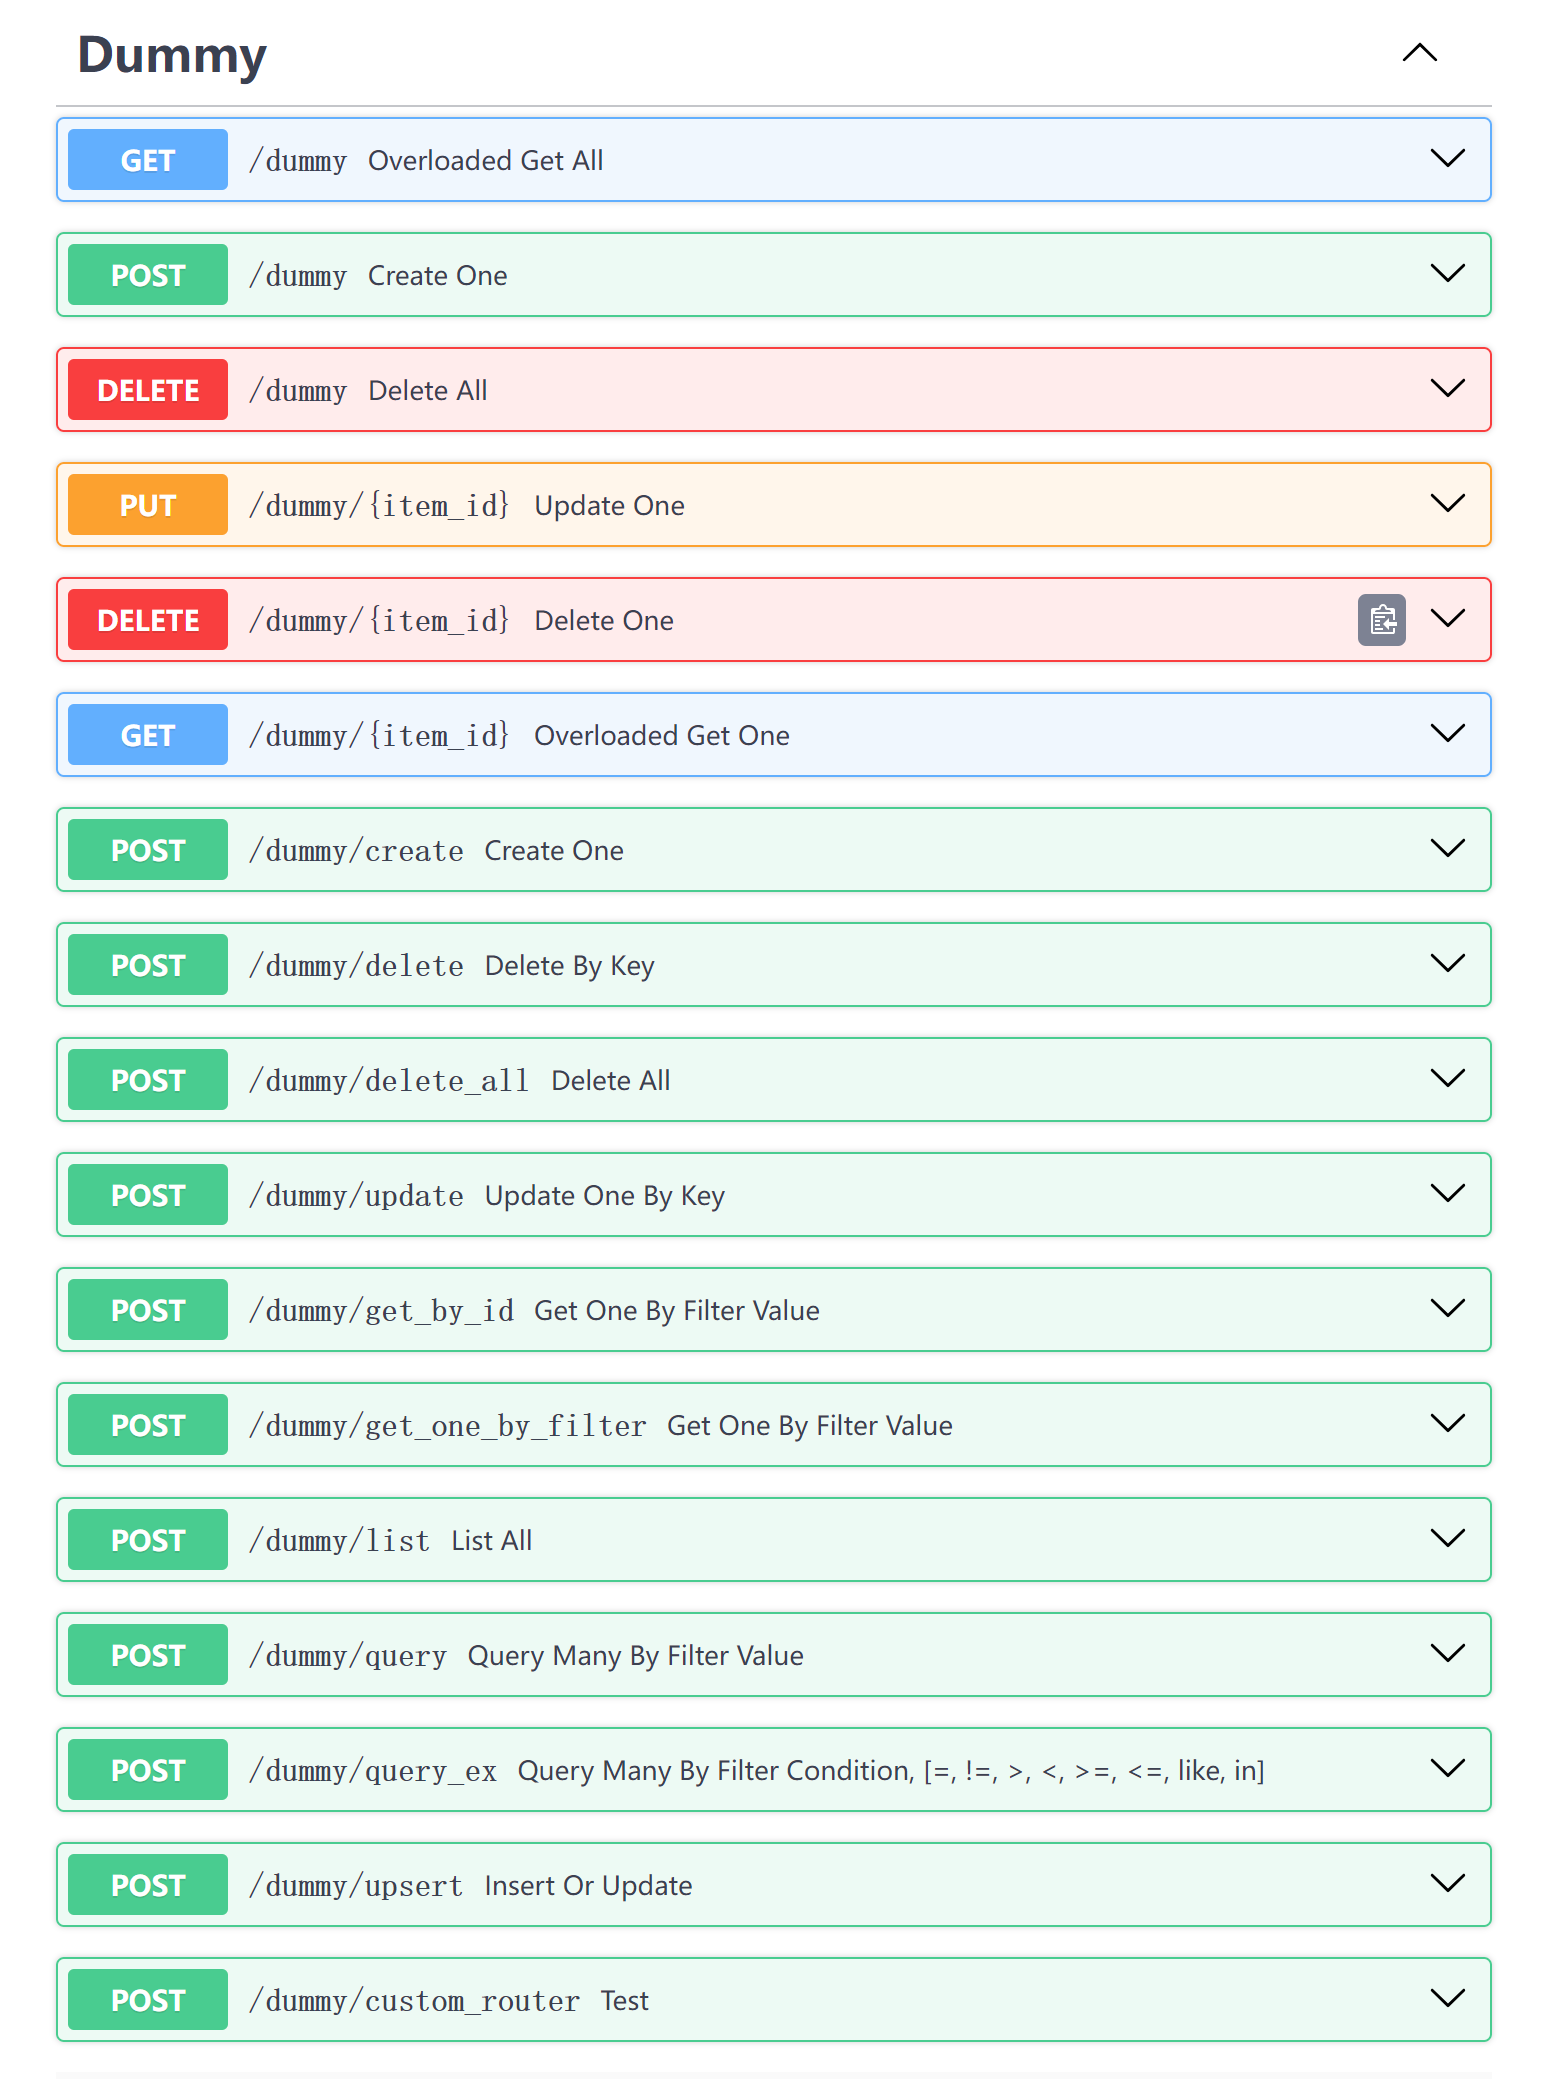 Dummy
GET /dummy Overloaded Get All
POST /dummy Create One
DELETE /dummy Delete All
PUT /dummy/{item_id} Update One
DELETE /dummy/{item_id} Delete One
GET /dummy/{item_id} Overloaded Get One
POST /dummy/create Create One
POST /dummy/delete Delete By Key
POST /dummy/delete_all Delete All
POST /dummy/update Update One By Key
POST /dummy/get_by_id Get One By Filter Value
POST /dummy/get_one_by_filter Get One By Filter Value
POST /dummy/list List All
POST /dummy/query Query Many By Filter Value
POST /dummy/query_ex Query Many By Filter Condition, [=, !=, >, <, >=, <=, like, in]
POST /dummy/upsert Insert Or Update
POST /dummy/custom_router Test